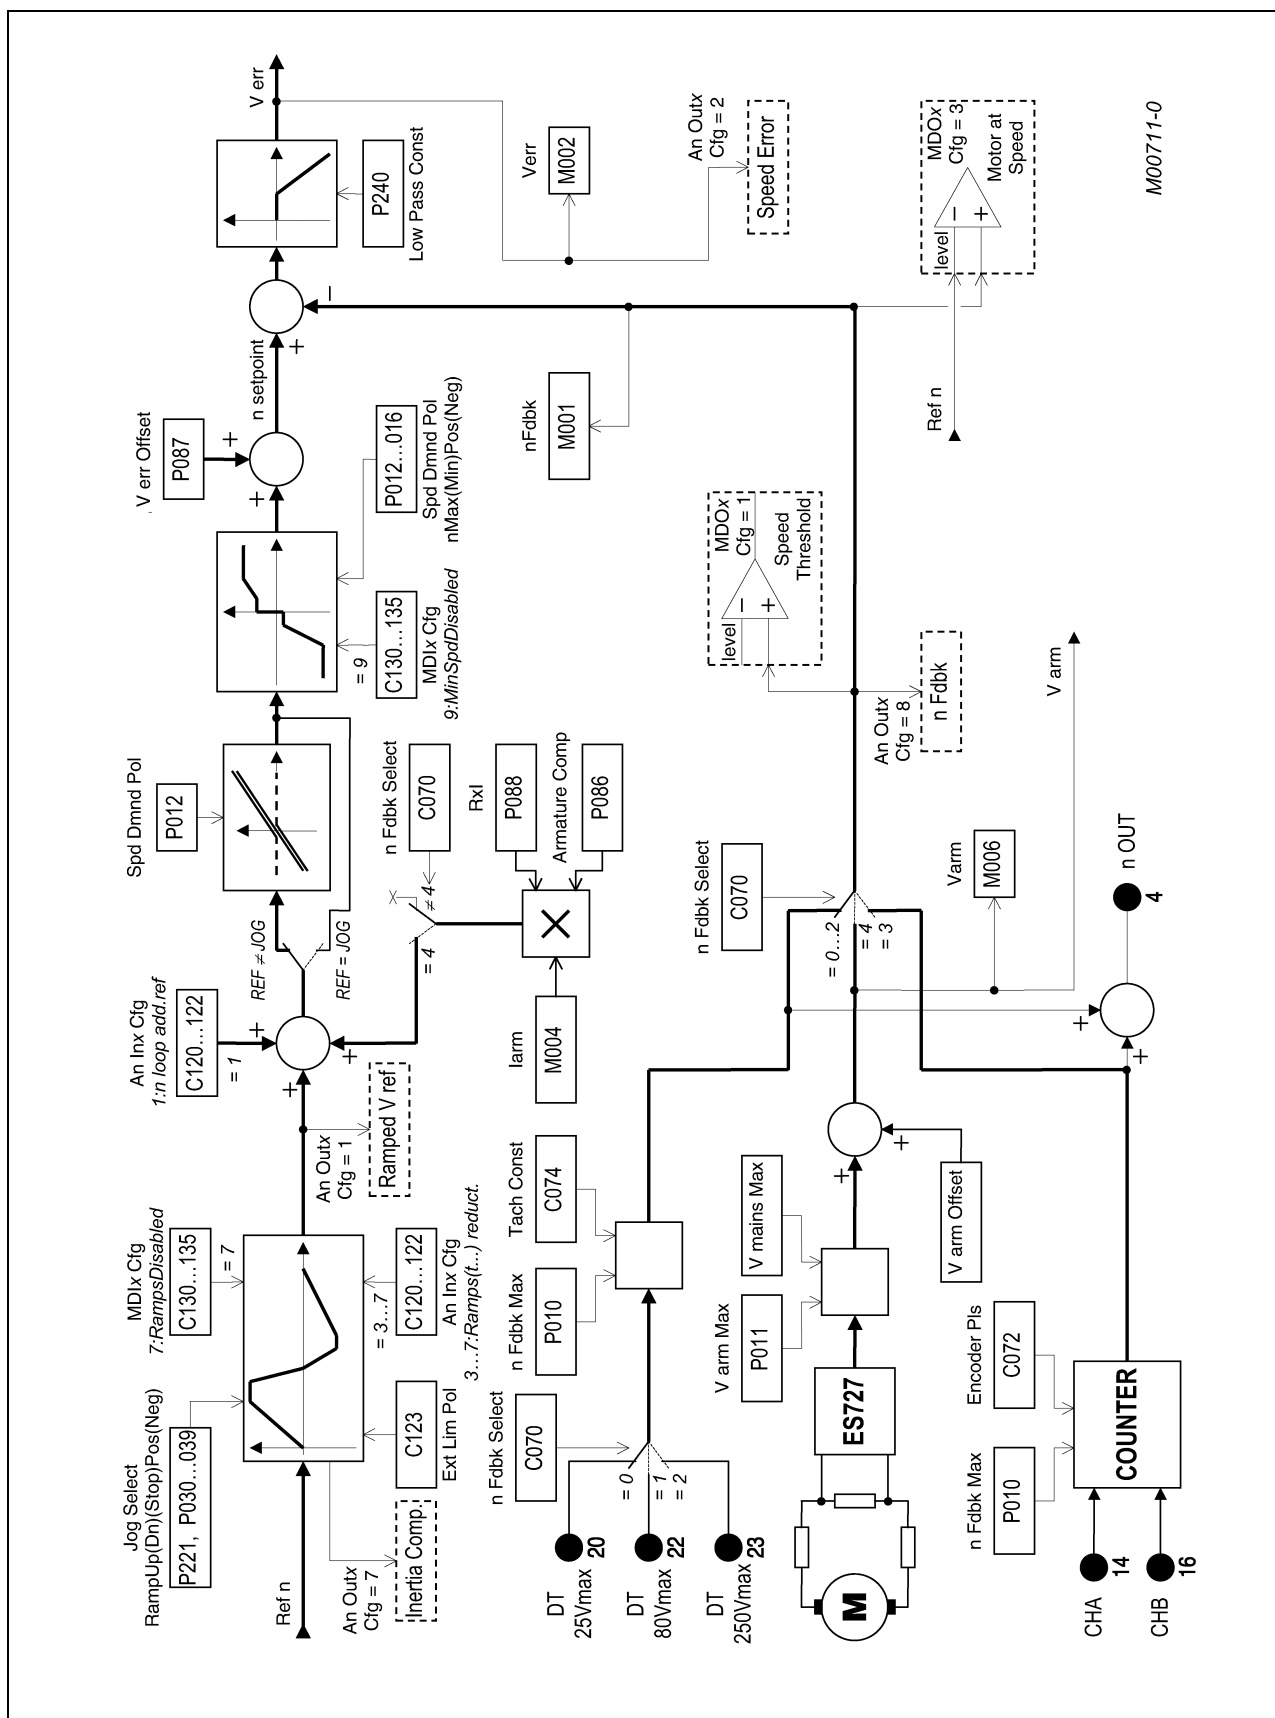 Jog Select
RampUp(Dn)(Stop)Pos(Neg)
P221, P030...039
MDIx Cfg
7:RampsDisabled
C130...135
= 7
Ref n
An Outx
Cfg = 7
Inertia Comp.
C123
Ext Lim Pol
= 3...7
C120...122
An Inx Cfg
3...7:Ramps(t...) reduct.
An Outx
Cfg = 1
Ramped V ref
An Inx Cfg
1:n loop add.ref
C120...122
= 1
+
+
+
REF ≠ JOG
REF = JOG
Spd Dmnd Pol
P012
= 4
≠ 4
X
n Fdbk Select
C070
Iarm
M004
RxI
P088
Armature Comp
P086
= 9
C130...135
MDIx Cfg
9:MinSpdDisabled
P012...016
Spd Dmnd Pol
nMax(Min)Pos(Neg)
V err Offset
P087
+
+
n setpoint
+
−
P240
Low Pass Const
V err
Verr
M002
An Outx
Cfg = 2
Speed Error
nFdbk
M001
n Fdbk Select
C070
= 0
= 1
= 2
DT
25Vmax
20
DT
80Vmax
22
DT
250Vmax
23
n Fdbk Max
P010
Tach Const
C074
n Fdbk Select
C070
= 0...2
= 4
= 3
M
ES727
V arm Max
P011
V mains Max
+
+
V arm Offset
Varm
M006
V arm
An Outx
Cfg = 8
n Fdbk
MDOx
Cfg = 1
level
−
+
Speed
Threshold
Ref n
MDOx
Cfg = 3
level
−
+
Motor at
Speed
CHA
14
CHB
16
n Fdbk Max
P010
Encoder Pls
C072
COUNTER
+
+
n OUT
4
M00711-0